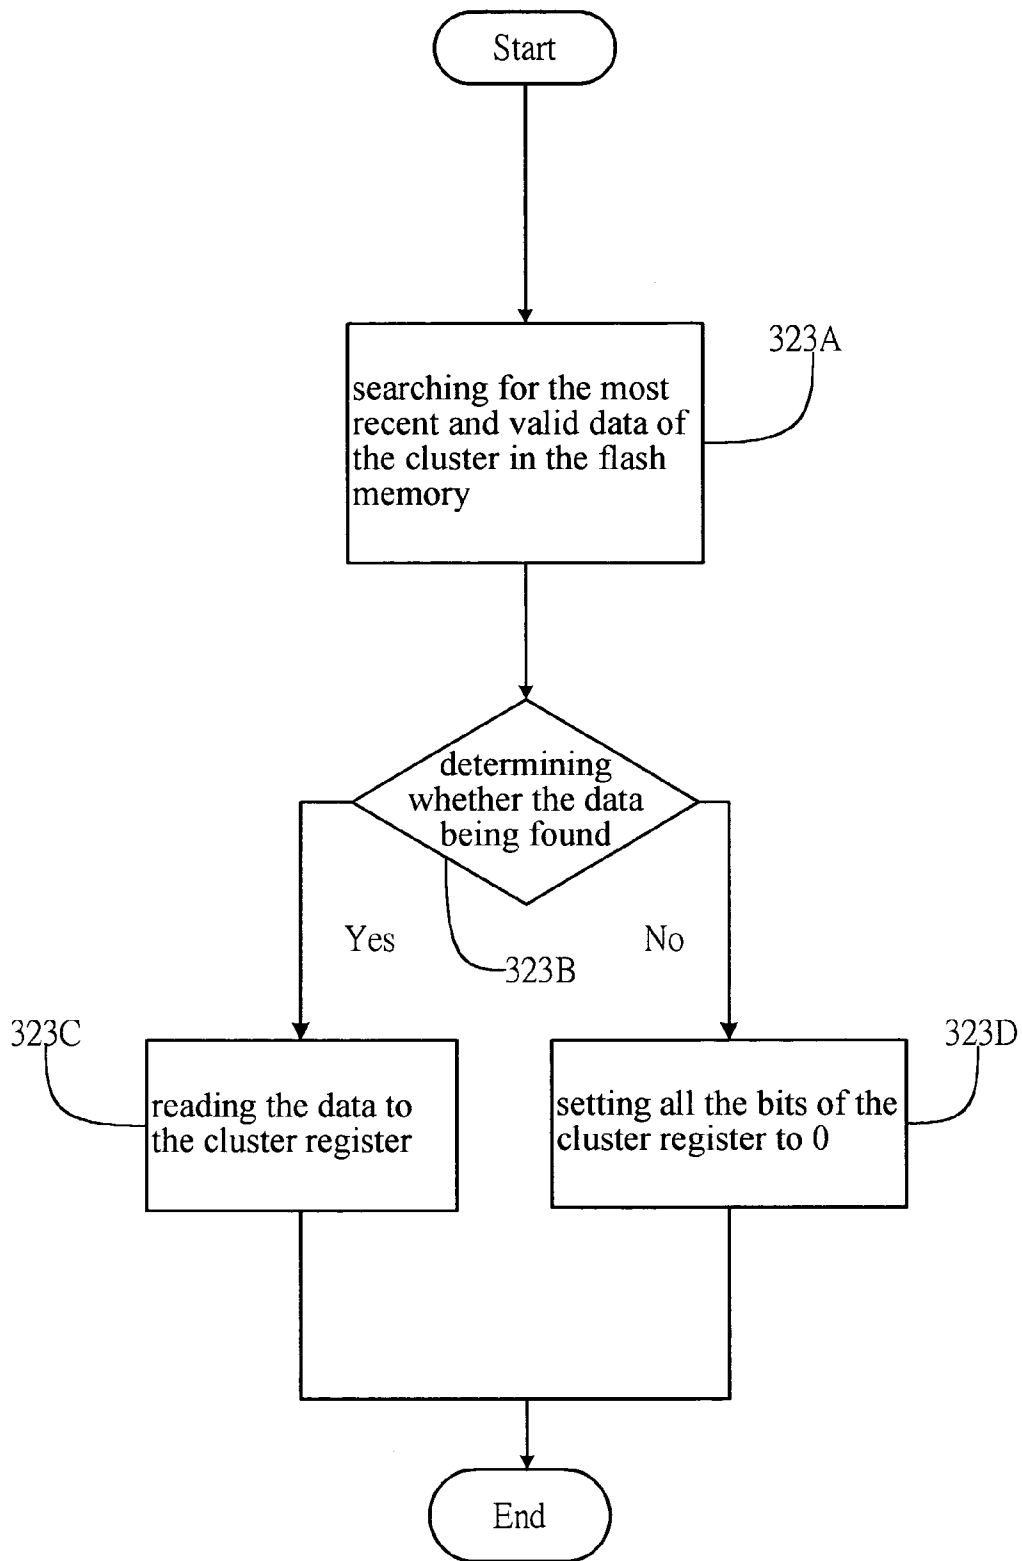 Start
323A
searching for the most
recent and valid data of
the cluster in the flash
memory
determining
whether the data
being found
Yes
No
323B
323C
323D
reading the data to
the cluster register
setting all the bits of the
cluster register to 0
End